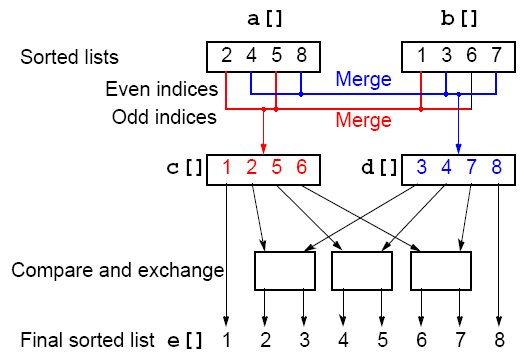 a[] b[]
Sorted lists 2 4 5 8 1 3 6 7
Even indices Merge
Odd indices Merge
c[] 1 2 5 6 d[] 3 4 7 8
Compare and exchange
Final sorted list e[] 1 2 3 4 5 6 7 8